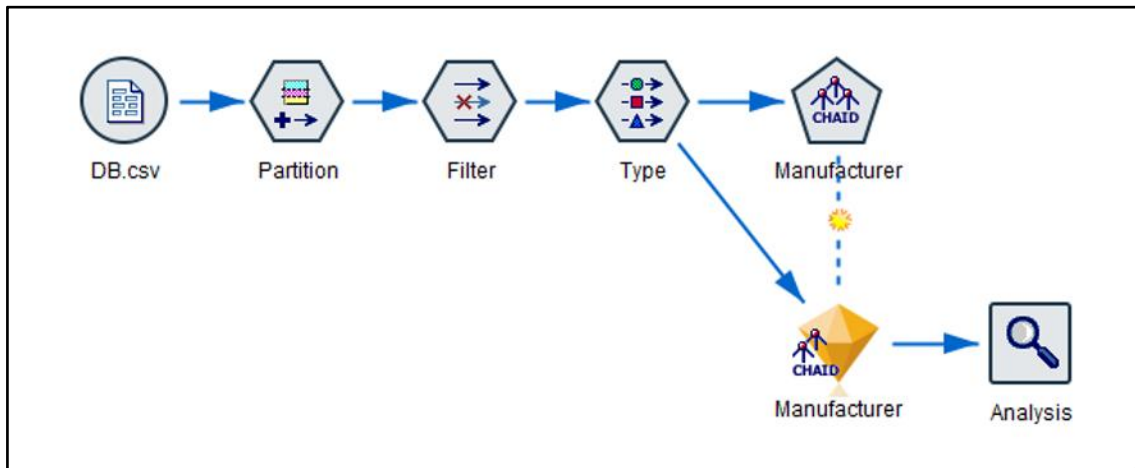 DB.csv
Partition
Filter
Type
CHAID
Manufacturer
CHAID
Manufacturer
Analysis